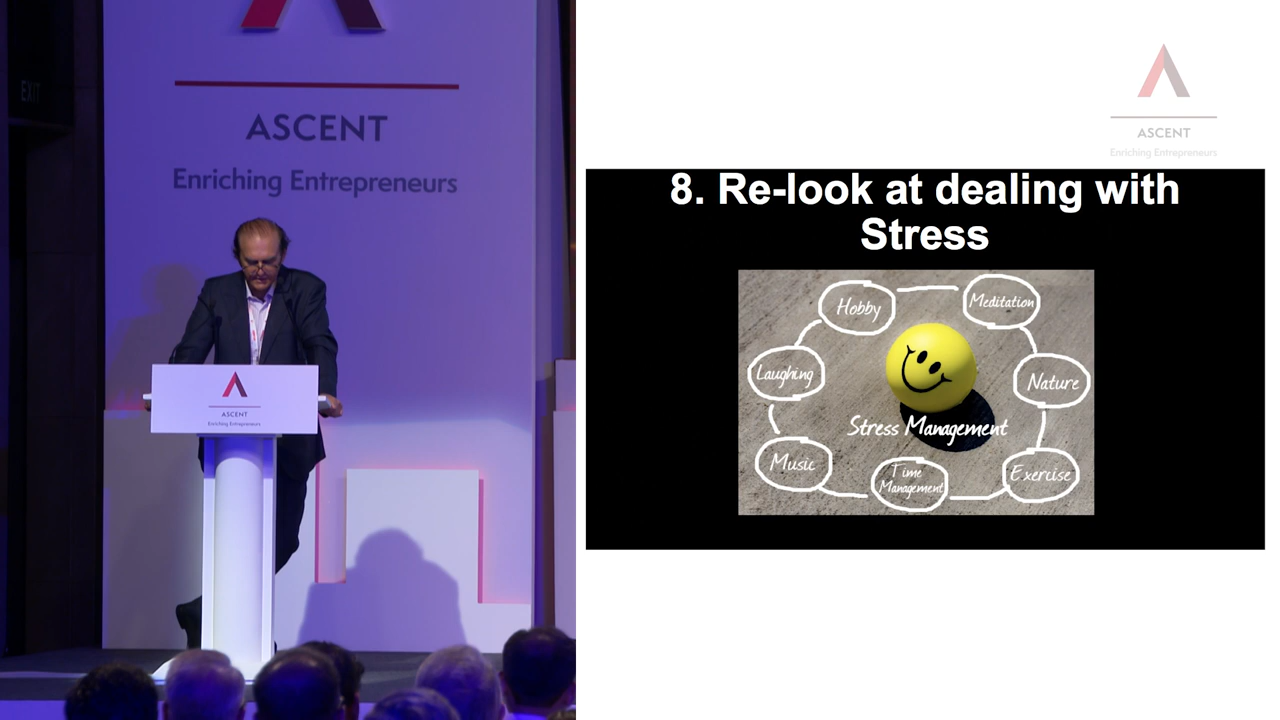 EXIT
ASCENT
Enriching Entrepreneurs
ASCENT
Enriching Entrepreneurs
ASCENT
Enriching Entrepreneurs
8. Re-look at dealing with
Stress
Hobby
Meditation
Laughing
Nature
Stress Management
Music
Time
Management
Exercise